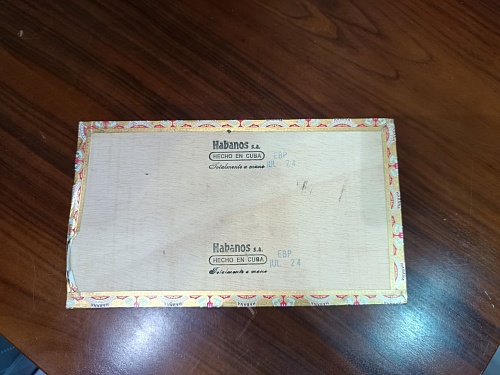 Habanos s.a.
HECHO EN CUBA
Totalmente a mano
EBP
JUL 24
Habanos s.a.
HECHO EN CUBA
Totalmente a mano
EBP
JUL - 24